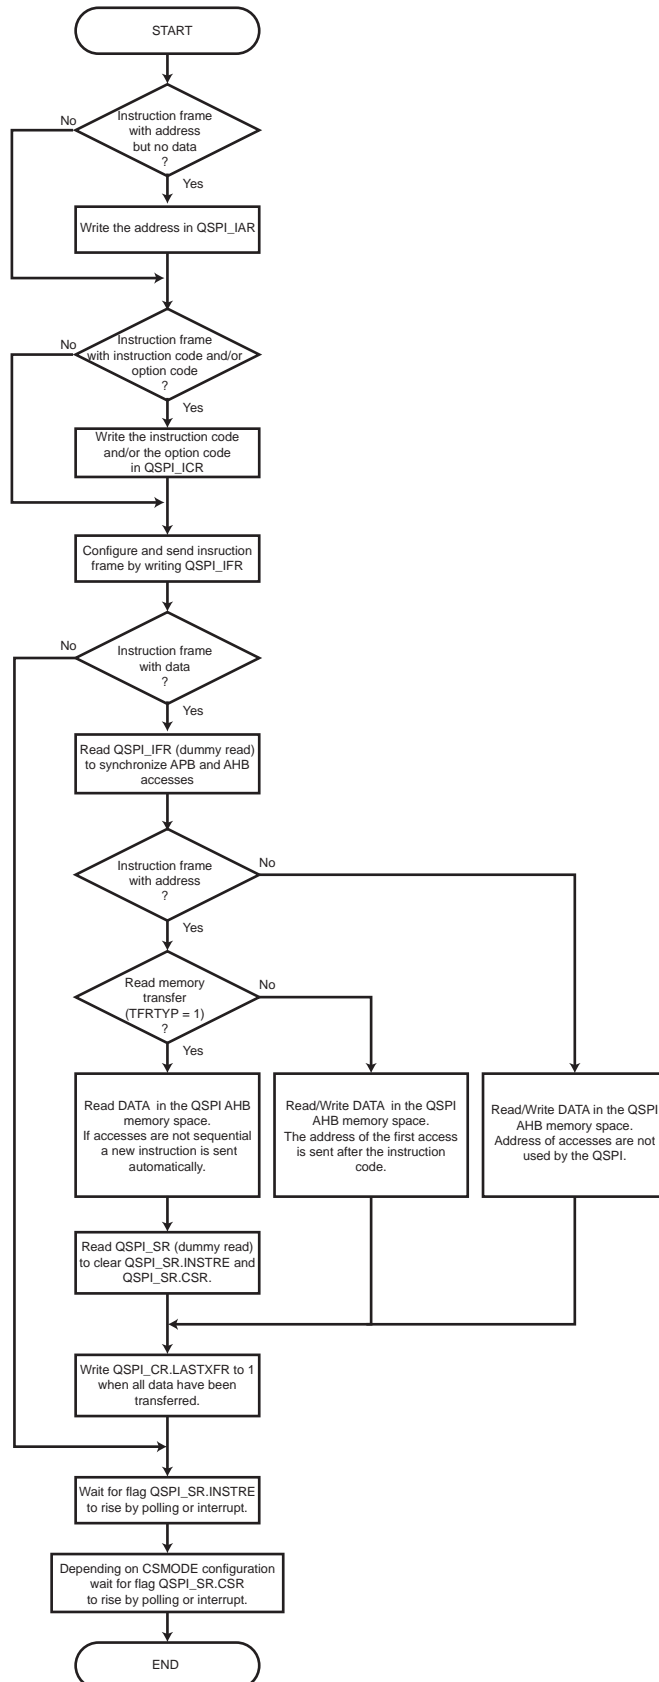 START
Instruction frame
with address
but no data
?
No
Yes
Write the address in QSPI_IAR
Instruction frame
with instruction code and/or
option code
?
No
Yes
Write the instruction code
and/or the option code
in QSPI_ICR
Configure and send insruction
frame by writing QSPI_IFR
Instruction frame
with data
?
No
Yes
Read QSPI_IFR (dummy read)
to synchronize APB and AHB
accesses
Instruction frame
with address
?
No
Yes
Read memory
transfer
(TFRTYP = 1)
?
No
Yes
Read DATA in the QSPI AHB
memory space.
If accesses are not sequential
a new instruction is sent
automatically.
Read/Write DATA in the QSPI
AHB memory space.
The address of the first access
is sent after the instruction
code.
Read/Write DATA in the QSPI
AHB memory space.
Address of accesses are not
used by the QSPI.
Read QSPI_SR (dummy read)
to clear QSPI_SR.INSTRE and
QSPI_SR.CSR.
Write QSPI_CR.LASTXFR to 1
when all data have been
transferred.
Wait for flag QSPI_SR.INSTRE
to rise by polling or interrupt.
Depending on CSMODE configuration
wait for flag QSPI_SR.CSR
to rise by polling or interrupt.
END